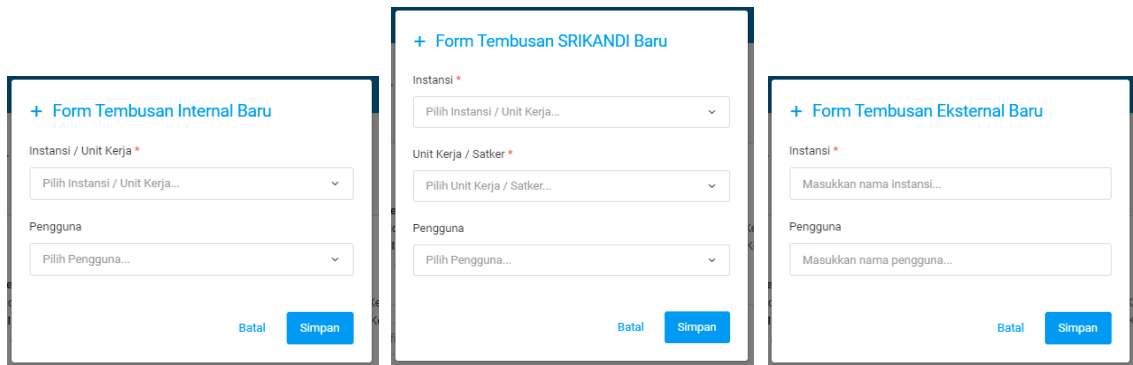 + Form Tembusan Internal Baru
Instansi / Unit Kerja *
Pilih Instansi / Unit Kerja...
Pengguna
Pilih Pengguna...
Batal
Simpan
+ Form Tembusan SRIKANDI Baru
Instansi *
Pilih Instansi / Unit Kerja...
Unit Kerja / Satker *
Pilih Unit Kerja / Satker...
Pengguna
Pilih Pengguna...
Batal
Simpan
+ Form Tembusan Eksternal Baru
Instansi *
Masukkan nama instansi...
Pengguna
Masukkan nama pengguna...
Batal
Simpan